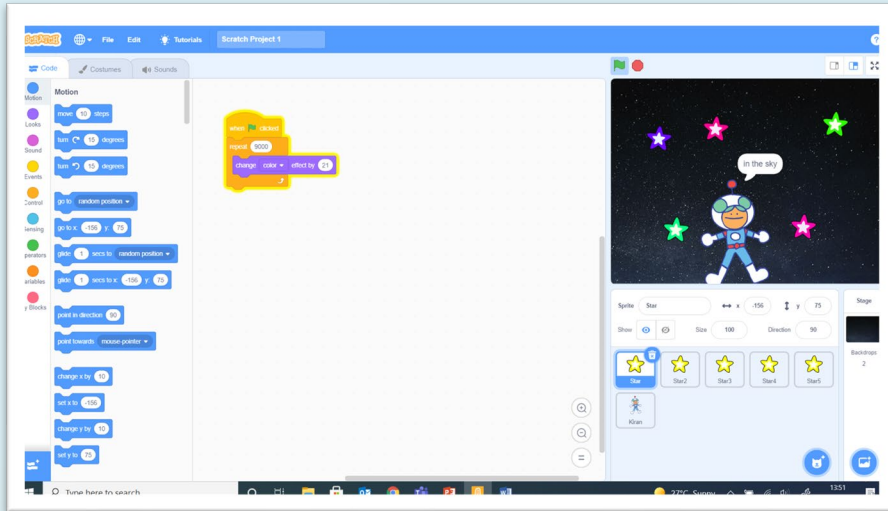 SCRATCH File Edit Tutorials Scratch Project 1
Code Costumes Sounds
Motion
Looks
Sound
Events
Control
Sensing
Operators
Variables
y Blocks
Motion
move 10 steps
turn 15 degrees
turn 15 degrees
go to random position
go to x: -156 y: 75
glide 1 secs to random position
glide 1 secs to x: -156 y: 75
point in direction 90
point towards mouse-pointer
change x by 10
set x to -156
change y by 10
set y to 75
when clicked
repeat 9000
change color effect by 21
in the sky
Sprite Star x -156 y 75
Show Size 100 Direction 90
Star Star2 Star3 Star4 Star5
Kiran
Stage
Backdrops
2
Type here to search
27°C Sunny 13:51